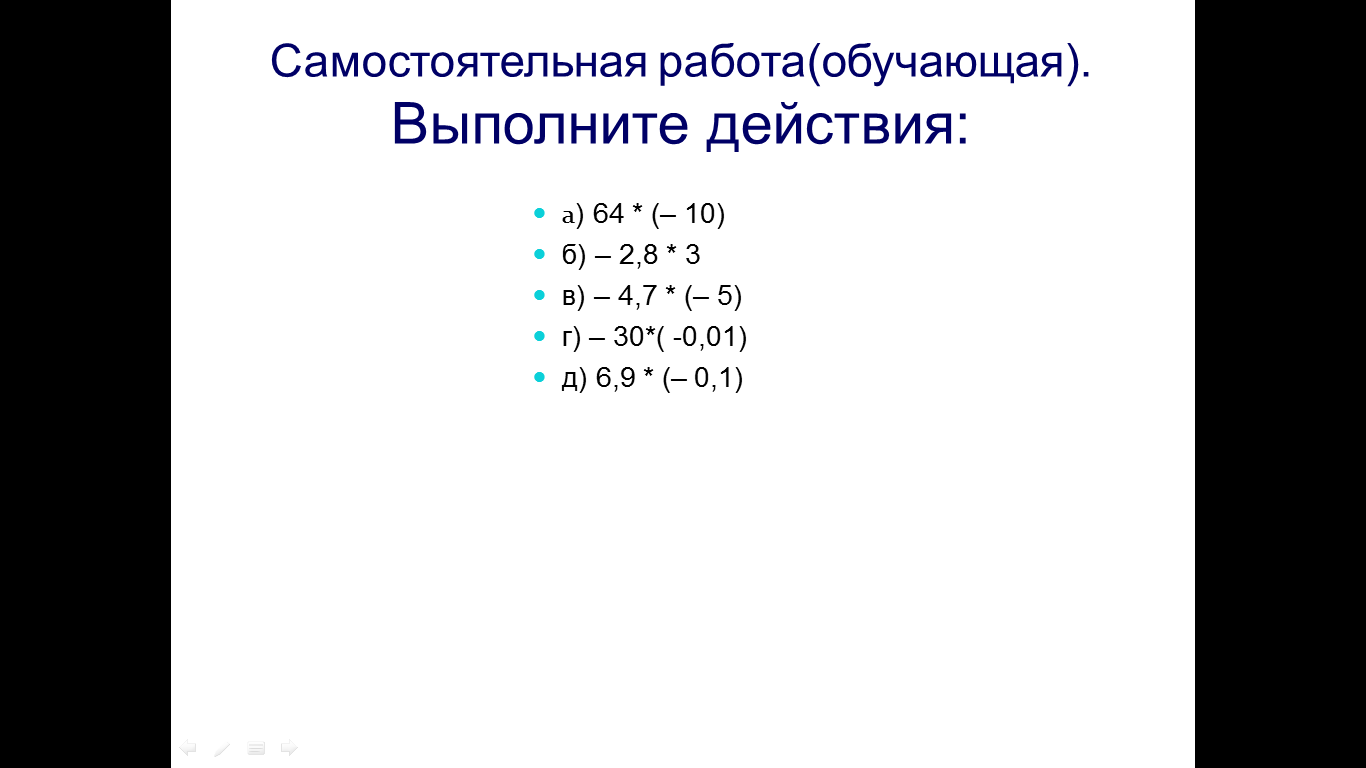 Самостоятельная работа(обучающая).
Выполните действия:
а) 64 * (– 10)
б) – 2,8 * 3
в) – 4,7 * (– 5)
г) – 30*( -0,01)
д) 6,9 * (– 0,1)